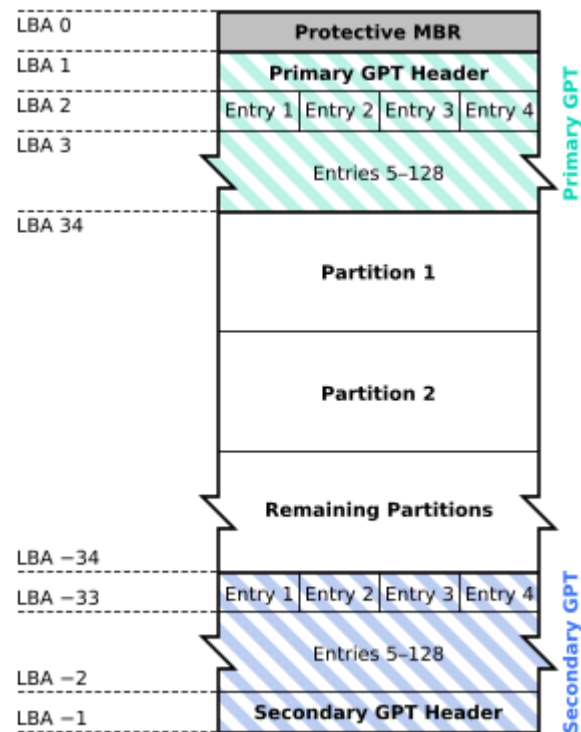 LBA 0
Protective MBR
LBA 1
Primary GPT Header
LBA 2
Entry 1 Entry 2 Entry 3 Entry 4
LBA 3
Entries 5–128
Primary GPT
LBA 34
Partition 1
Partition 2
Remaining Partitions
LBA −34
LBA −33
Entry 1 Entry 2 Entry 3 Entry 4
Entries 5–128
LBA −2
Secondary GPT Header
LBA −1
Secondary GPT